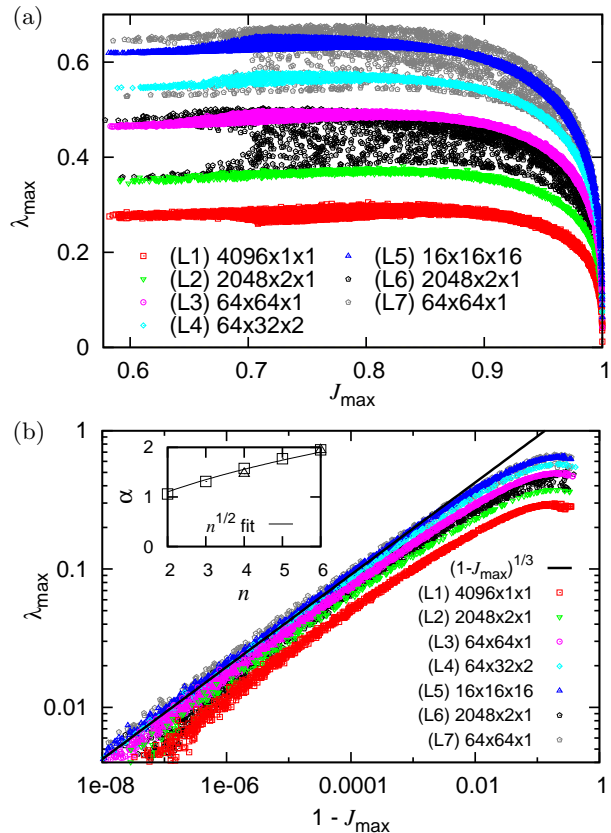 (a)
0.6
0.4
0.2
0
λmax
(L1) 4096x1x1
(L2) 2048x2x1
(L3) 64x64x1
(L4) 64x32x2
(L5) 16x16x16
(L6) 2048x2x1
(L7) 64x64x1
0.6 0.7 0.8 0.9 1
Jmax
(b)
1
0.1
0.01
λmax
2
1
0
α
n^1/2 fit
2 3 4 5 6
n
(1-Jmax)^1/3
(L1) 4096x1x1
(L2) 2048x2x1
(L3) 64x64x1
(L4) 64x32x2
(L5) 16x16x16
(L6) 2048x2x1
(L7) 64x64x1
1e-08 1e-06 0.0001 0.01 1
1 - Jmax